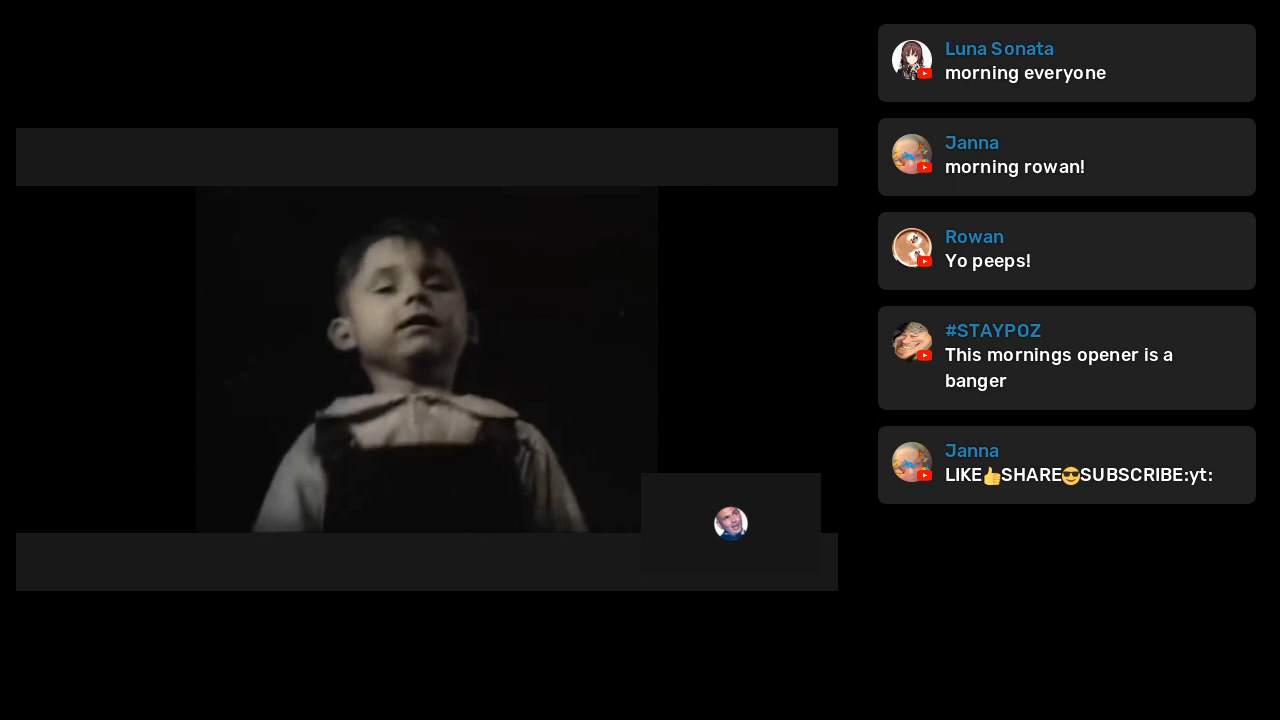 Luna Sonata
morning everyone
Janna
morning rowan!
Rowan
Yo peeps!
#STAYPOZ
This mornings opener is a
banger
Janna
LIKE👍SHARE😎SUBSCRIBE:yt: